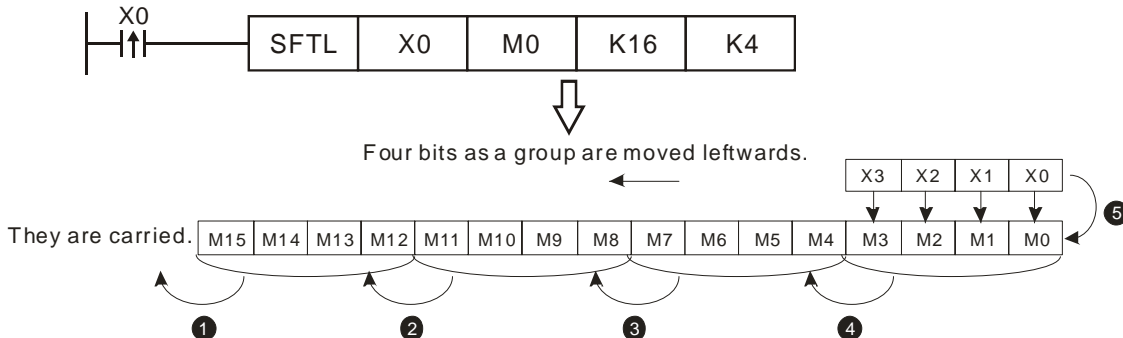 X0
SFTL X0 M0 K16 K4
Four bits as a group are moved leftwards.
X3 X2 X1 X0
5
They are carried. M15 M14 M13 M12 M11 M10 M9 M8 M7 M6 M5 M4 M3 M2 M1 M0
1 2 3 4